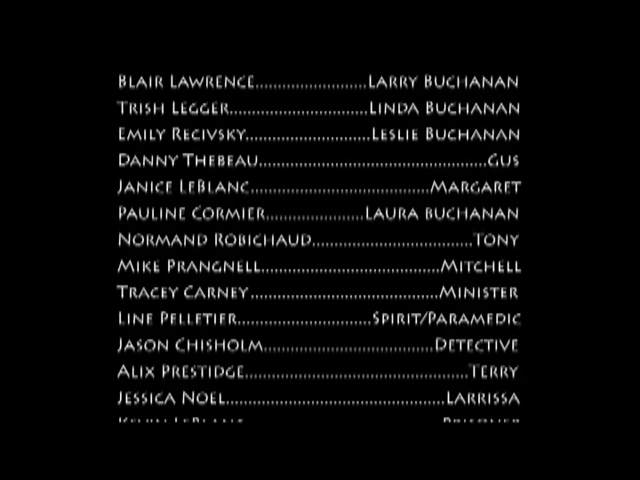 Blair Lawrence............................Larry Buchanan
Trish Legger...................................Linda Buchanan
Emily Recivsky...............................Leslie Buchanan
Danny Thebeau.........................................................Gus
Janice LeBlanc.............................................Margaret
Pauline Cormier.........................Laura buchanan
Normand Robichaud........................................Tony
Mike Prangnell.............................................Mitchell
Tracey Carney...............................................Minister
Line Pelletier..................................Spirit/Paramedic
Jason Chisholm...........................................Detective
Alix Prestidge........................................................Terry
Jessica Noel.......................................................Larrissa